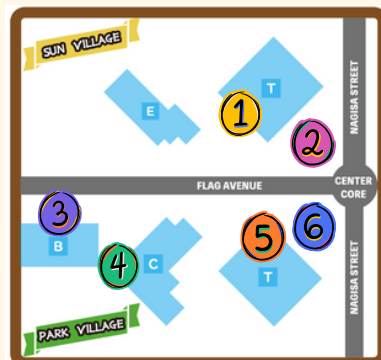 SUN VILLAGE
T
E
1
2
NAGISA STREET
FLAG AVENUE
CENTER
CORE
3
B
4
C
5
6
T
NAGISA STREET
PARK VILLAGE